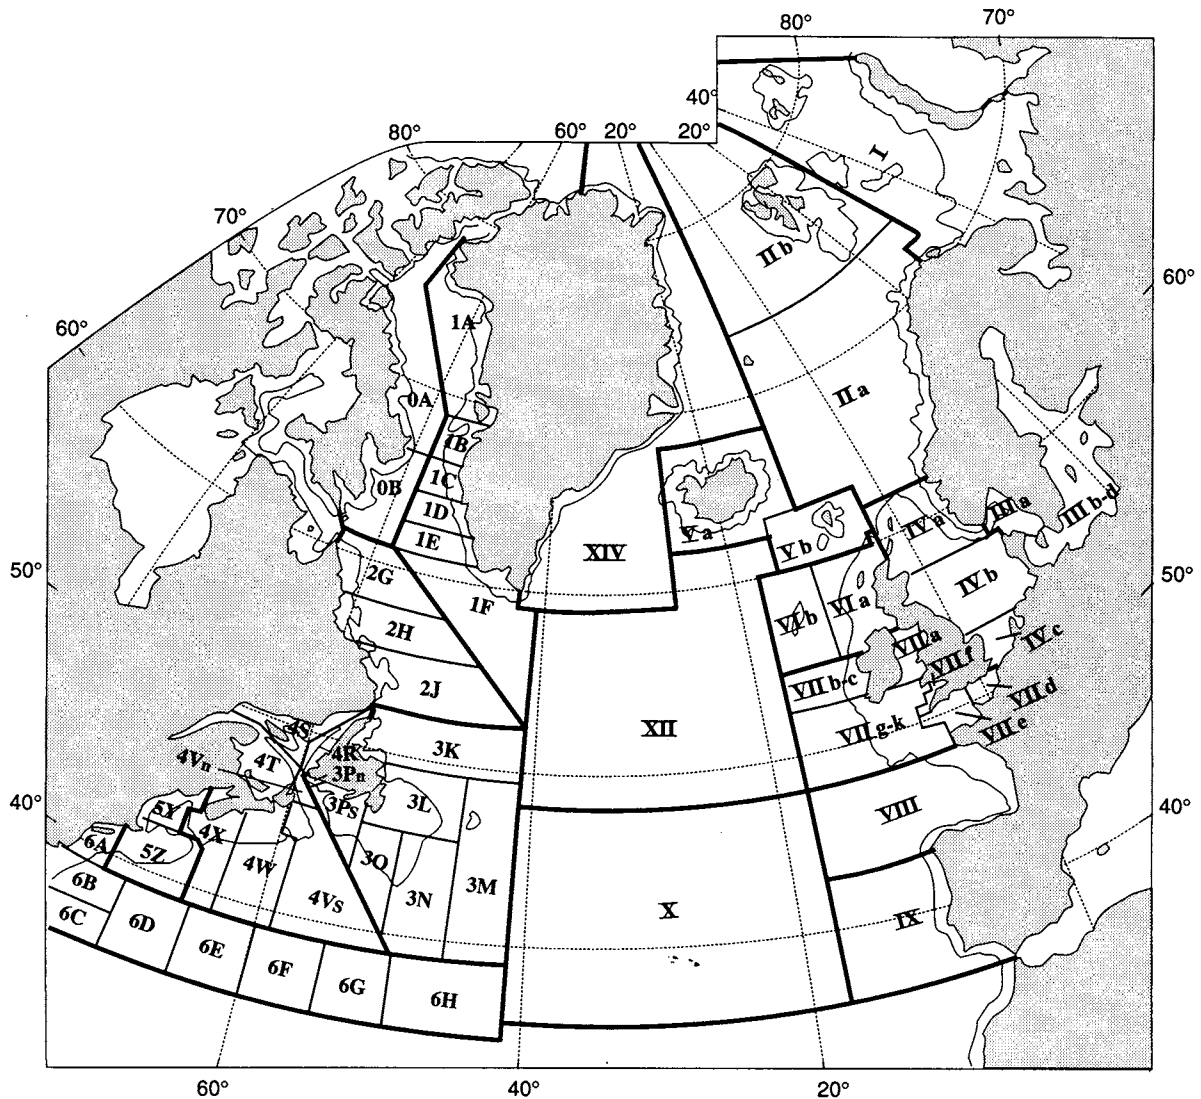 80°
70°
40°
80°
60°
20°
20°
I
70°
II b
60°
60°
1A
0A
II a
1B
1C
0B
1D
1E
V a
V b
IV a
III a
III b-d
XIV
50°
2G
1F
IV b
50°
VI b
VI a
2H
VII a
IV c
VII f
2J
VII b-c
VII d
4S
XII
VII g-k
VII e
3K
4R
4Vn
4T
3Pn
40°
5Y
3Ps
3L
VIII
40°
4X
6A
5Z
3O
4W
3M
6B
4Vs
3N
X
IX
6C
6D
6E
6F
6G
6H
60°
40°
20°